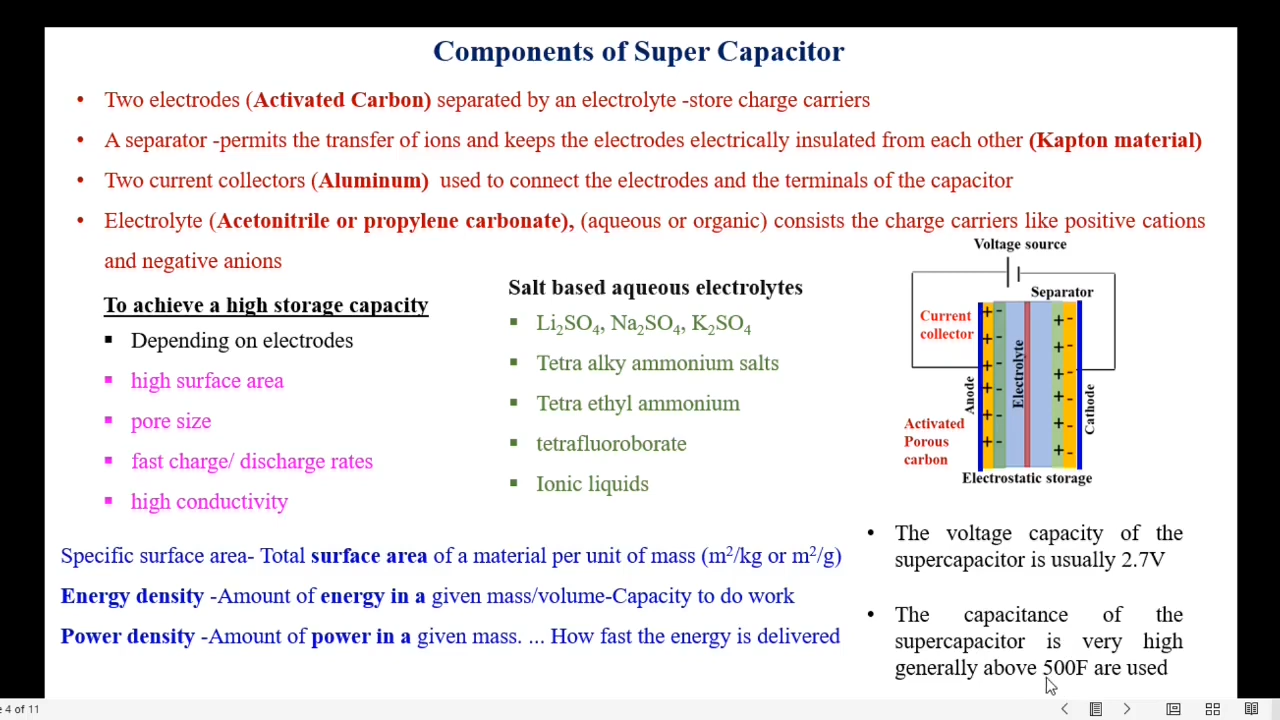 Components of Super Capacitor
• Two electrodes (Activated Carbon) separated by an electrolyte -store charge carriers
• A separator -permits the transfer of ions and keeps the electrodes electrically insulated from each other (Kapton material)
• Two current collectors (Aluminum) used to connect the electrodes and the terminals of the capacitor
• Electrolyte (Acetonitrile or propylene carbonate), (aqueous or organic) consists the charge carriers like positive cations
and negative anions
To achieve a high storage capacity
▪ Depending on electrodes
▪ high surface area
▪ pore size
▪ fast charge/ discharge rates
▪ high conductivity
Salt based aqueous electrolytes
▪ Li₂SO₄, Na₂SO₄, K₂SO₄
▪ Tetra alky ammonium salts
▪ Tetra ethyl ammonium
▪ tetrafluoroborate
▪ Ionic liquids
Voltage source
Separator
Current
collector
Electrolyte
Anode
Cathode
Activated
Porous
carbon
Electrostatic storage
Specific surface area- Total surface area of a material per unit of mass (m²/kg or m²/g)
Energy density -Amount of energy in a given mass/volume-Capacity to do work
Power density -Amount of power in a given mass. ... How fast the energy is delivered
• The voltage capacity of the
supercapacitor is usually 2.7V
• The capacitance of the
supercapacitor is very high
generally above 500F are used
e 4 of 11